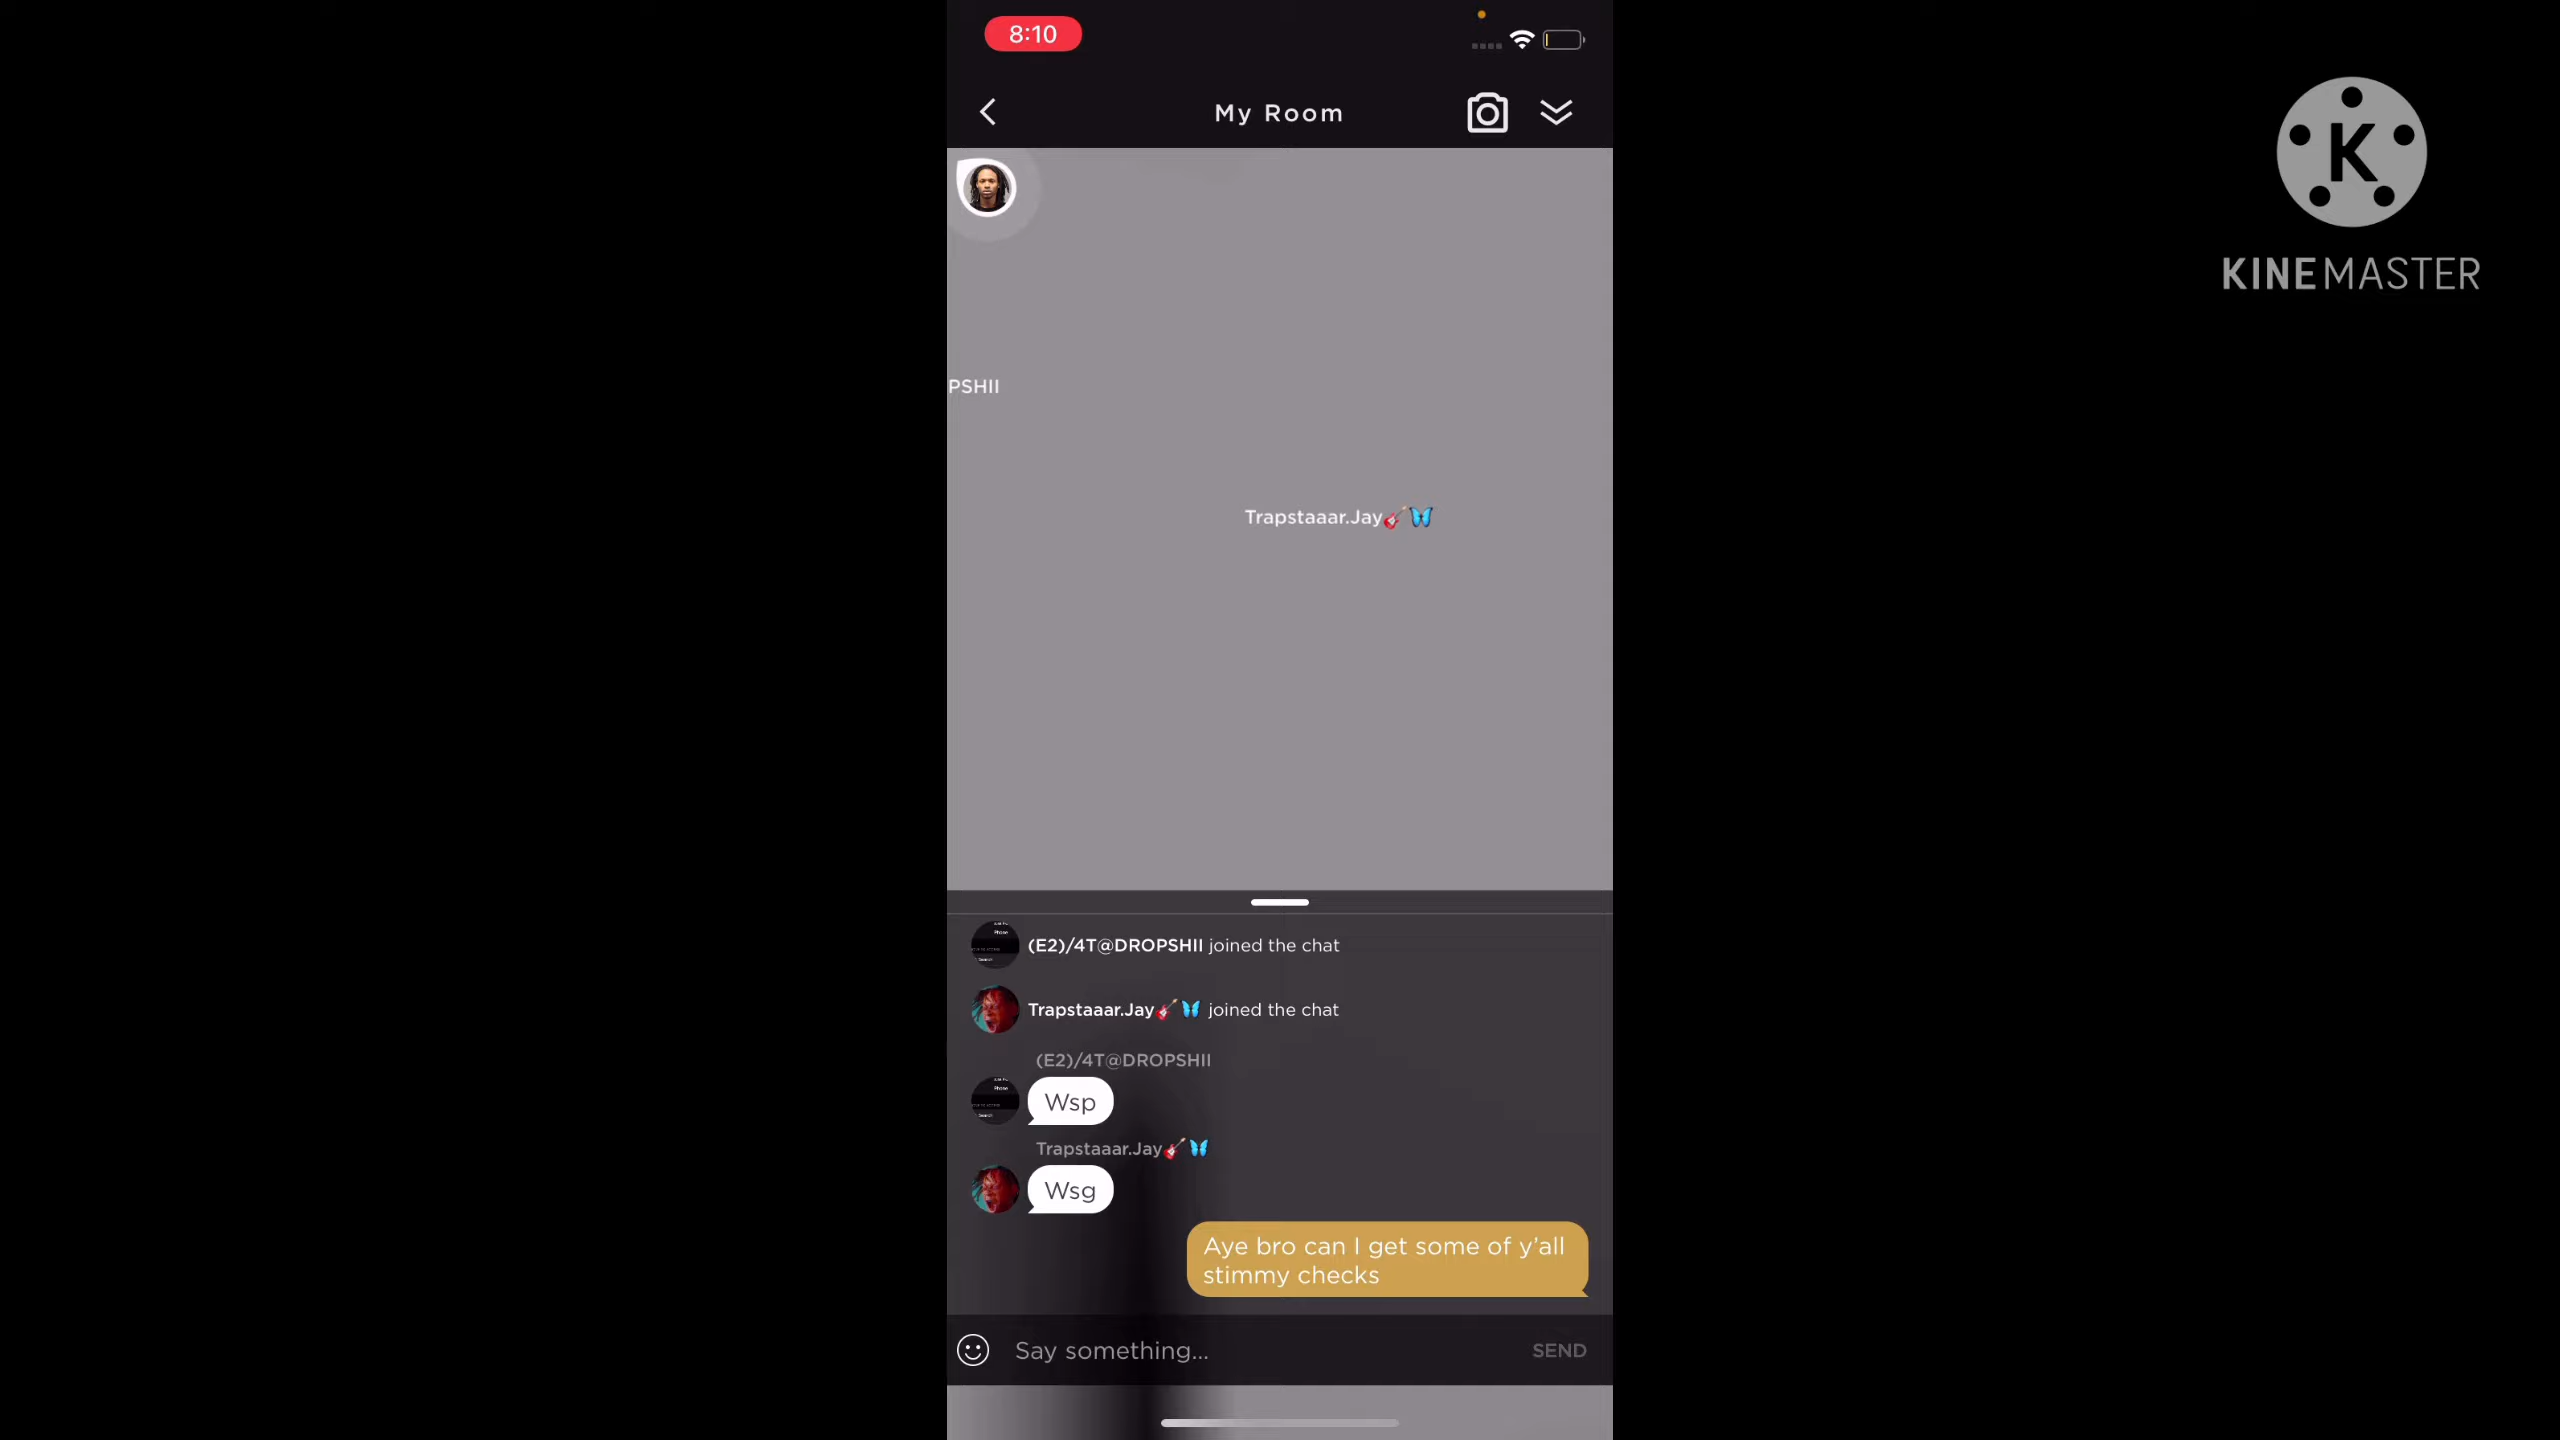 8:10
My Room
K
KINEMASTER
PSHII
Trapstaaar.Jay🎸🦋
(E2)/4T@DROPSHII joined the chat
Trapstaaar.Jay🎸🦋 joined the chat
(E2)/4T@DROPSHII
Phone
Search
Wsp
Trapstaaar.Jay🎸🦋
Wsg
Aye bro can I get some of y’all
stimmy checks
Say something...
SEND